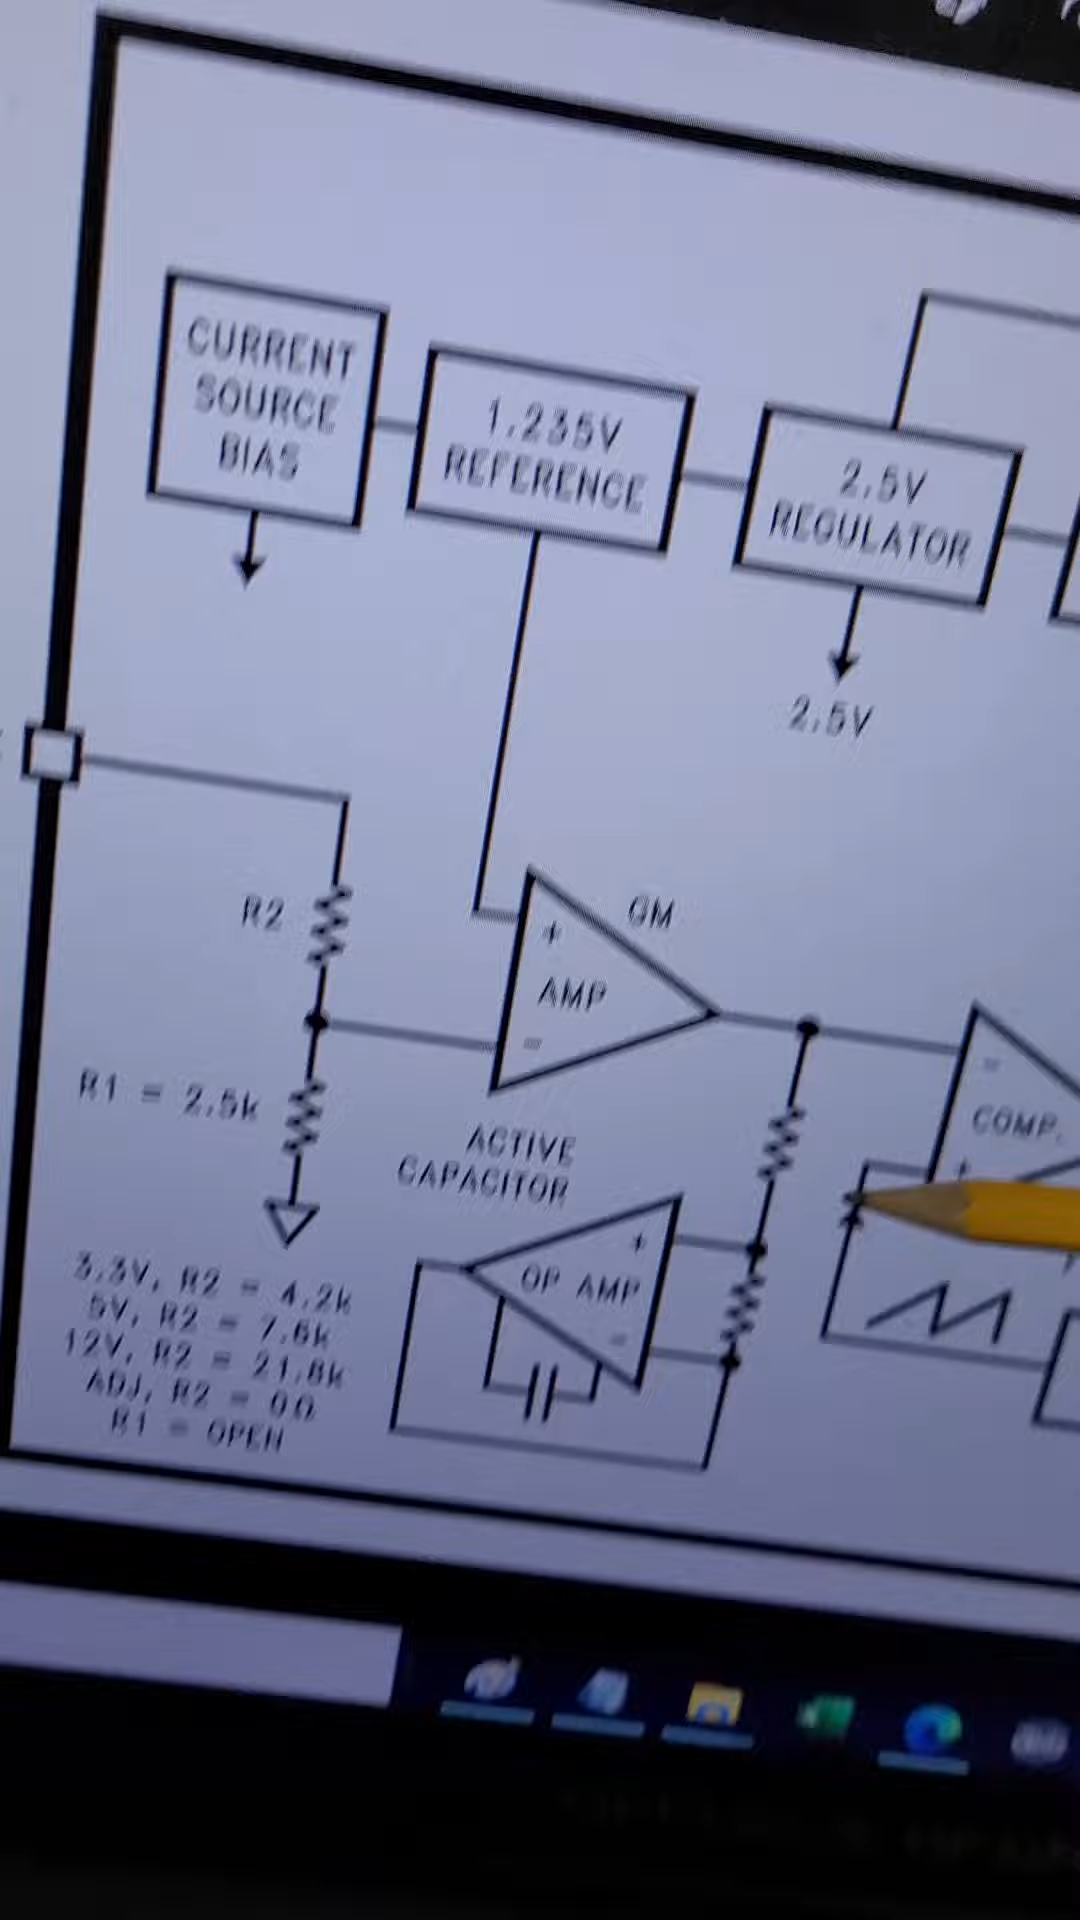 CURRENT
SOURCE
BIAS
1.235V
REFERENCE
2.5V
REGULATOR
2.5V
R2
GM
+
AMP
-
R1 = 2.5k
ACTIVE
CAPACITOR
+
OP AMP
-
-
COMP.
+
3.3V, R2 = 4.2k
5V, R2 = 7.6k
12V, R2 = 21.8k
ADJ, R2 = 0Ω
R1 = OPEN